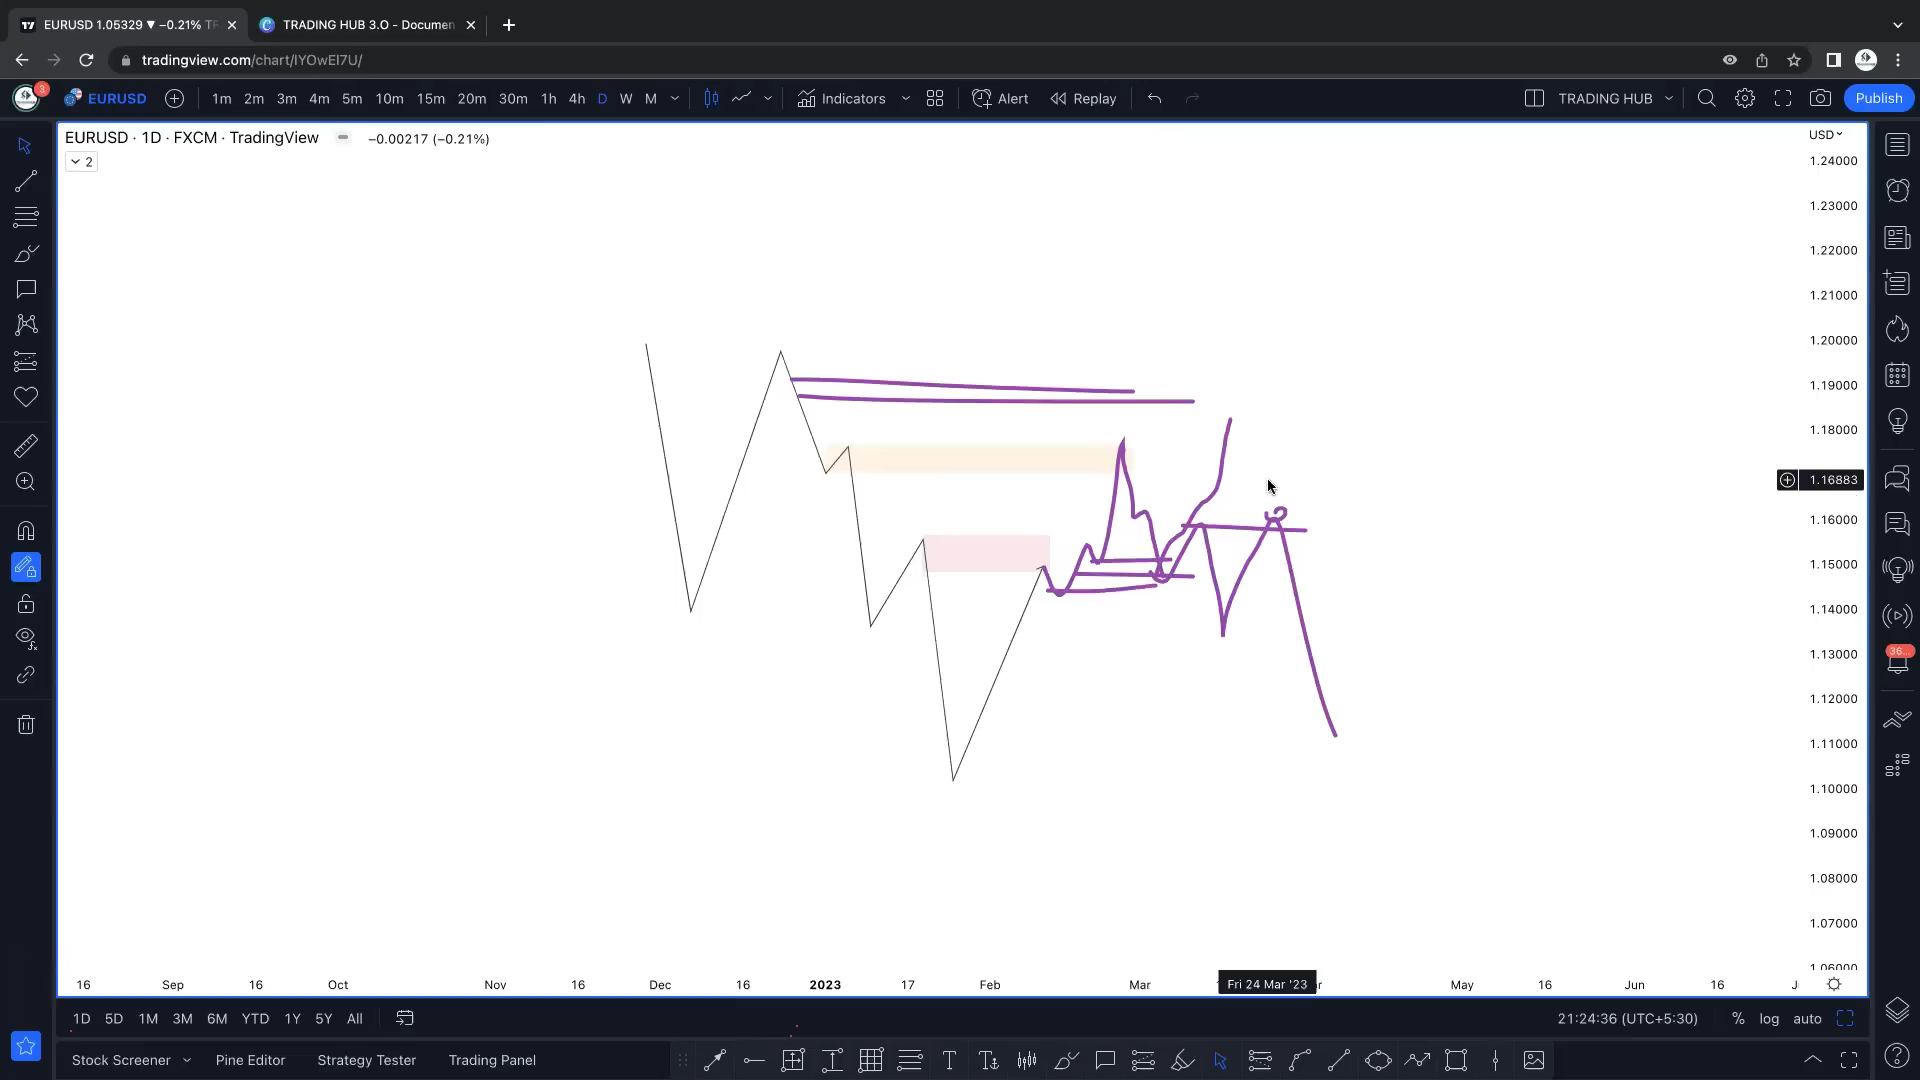 EURUSD 1.05329 ▼ −0.21% TF
TRADING HUB 3.O - Documen
tradingview.com/chart/IYOwEI7U/
3
EURUSD 1m 2m 3m 4m 5m 10m 15m 20m 30m 1h 4h D W M Indicators Alert Replay TRADING HUB Publish
EURUSD · 1D · FXCM · TradingView −0.00217 (−0.21%)
2
USD
1.24000
1.23000
1.22000
1.21000
1.20000
1.19000
1.18000
1.16883
1.16000
1.15000
1.14000
1.13000
36...
1.12000
1.11000
1.10000
1.09000
1.08000
1.07000
1.06000
16 Sep 16 Oct Nov 16 Dec 16 2023 17 Feb Mar Fri 24 Mar '23 May 16 Jun 16
1D 5D 1M 3M 6M YTD 1Y 5Y All 21:24:36 (UTC+5:30) % log auto
Stock Screener Pine Editor Strategy Tester Trading Panel